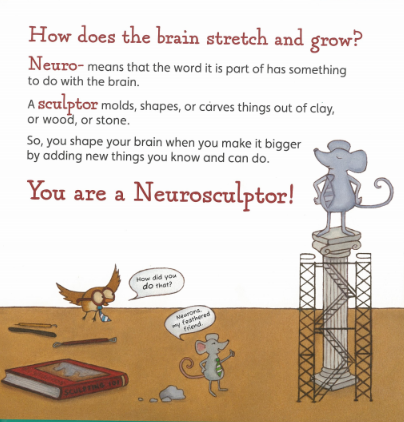 How does the brain stretch and grow?
Neuro- means that the word it is part of has something
to do with the brain.
A sculptor molds, shapes, or carves things out of clay,
or wood, or stone.
So, you shape your brain when you make it bigger
by adding new things you know and can do.
You are a Neurosculptor!
How did you
do that?
Neurons,
my feathered
friend.
SCULPTING 101